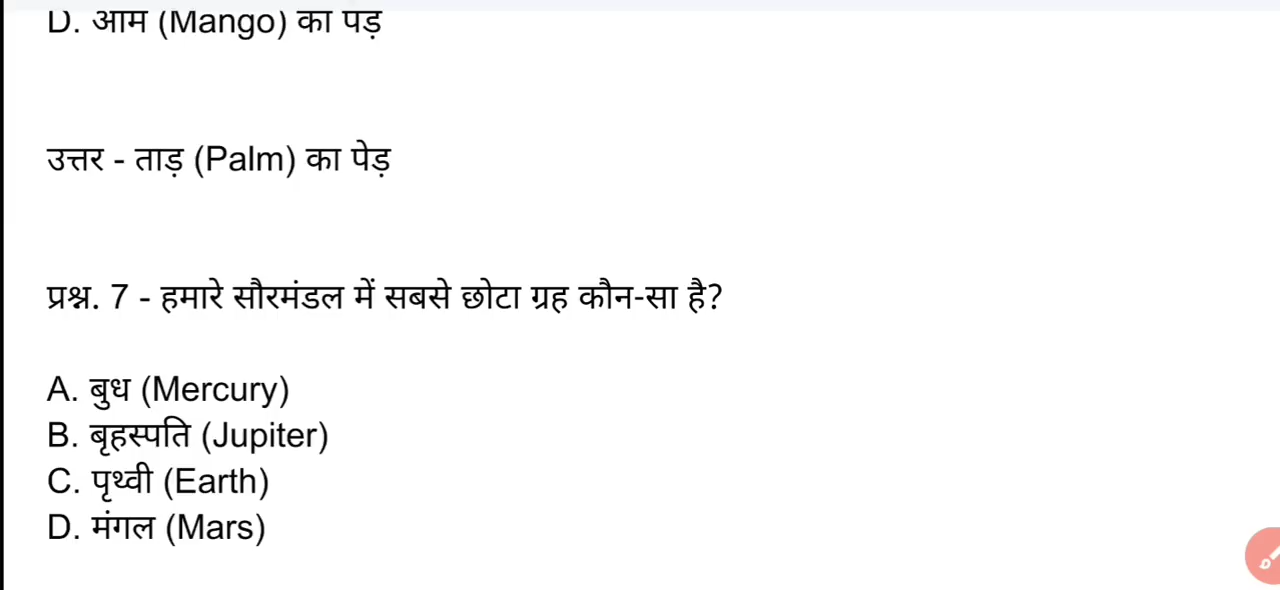 D. आम (Mango) का पेड़
उत्तर - ताड़ (Palm) का पेड़
प्रश्न. 7 - हमारे सौरमंडल में सबसे छोटा ग्रह कौन-सा है?
A. बुध (Mercury)
B. बृहस्पति (Jupiter)
C. पृथ्वी (Earth)
D. मंगल (Mars)